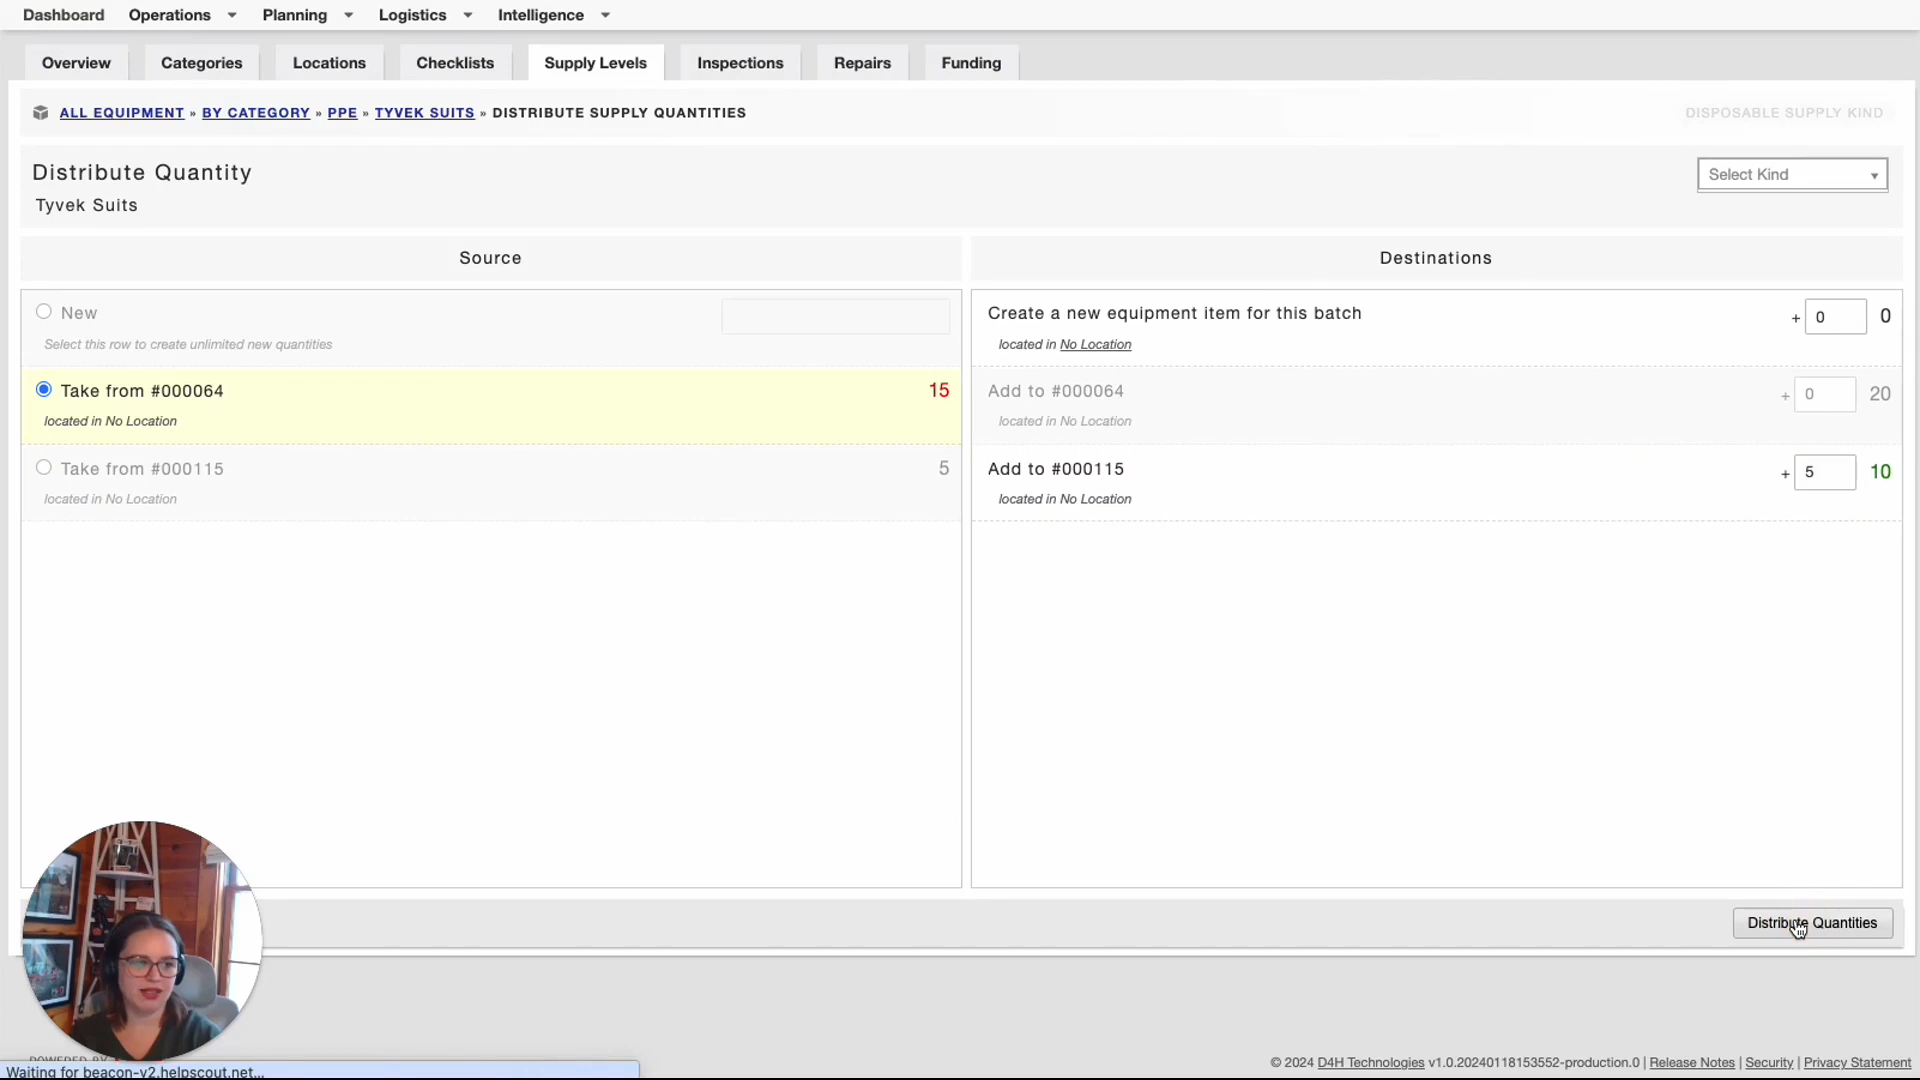 Dashboard Operations Planning Logistics Intelligence
Overview Categories Locations Checklists Supply Levels Inspections Repairs Funding
ALL EQUIPMENT » BY CATEGORY » PPE » TYVEK SUITS » DISTRIBUTE SUPPLY QUANTITIES
DISPOSABLE SUPPLY KIND
Distribute Quantity
Select Kind
Tyvek Suits
Source
Destinations
New
Select this row to create unlimited new quantities
Create a new equipment item for this batch + 0 0
located in No Location
Take from #000064 15
located in No Location
Add to #000064 + 0 20
located in No Location
Take from #000115 5
located in No Location
Add to #000115 + 5 10
located in No Location
Distribute Quantities
POWERED BY
© 2024 D4H Technologies v1.0.20240118153552-production.0 | Release Notes | Security | Privacy Statement
Waiting for beacon-v2.helpscout.net...